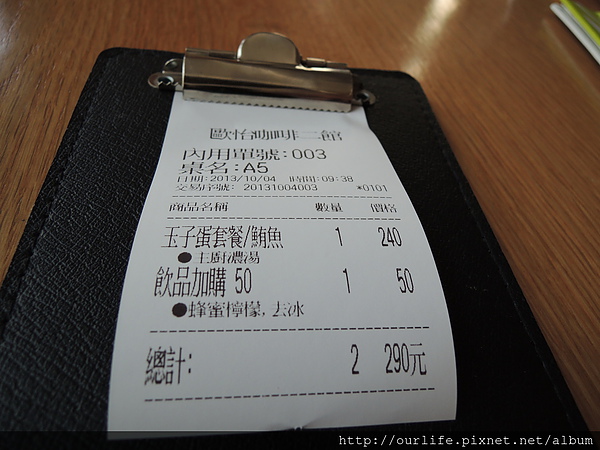 歐怡咖啡二館
內用單號:003
桌名:A5
日期:2013/10/04 時間:09:38
交易序號: 20131004003 *0101
商品名稱 數量 價格
玉子蛋套餐/鮪魚 1 240
●主廚濃湯
飲品加購 50 1 50
●蜂蜜檸檬,去冰
總計: 2 290元
http://ourlife.pixnet.net/album